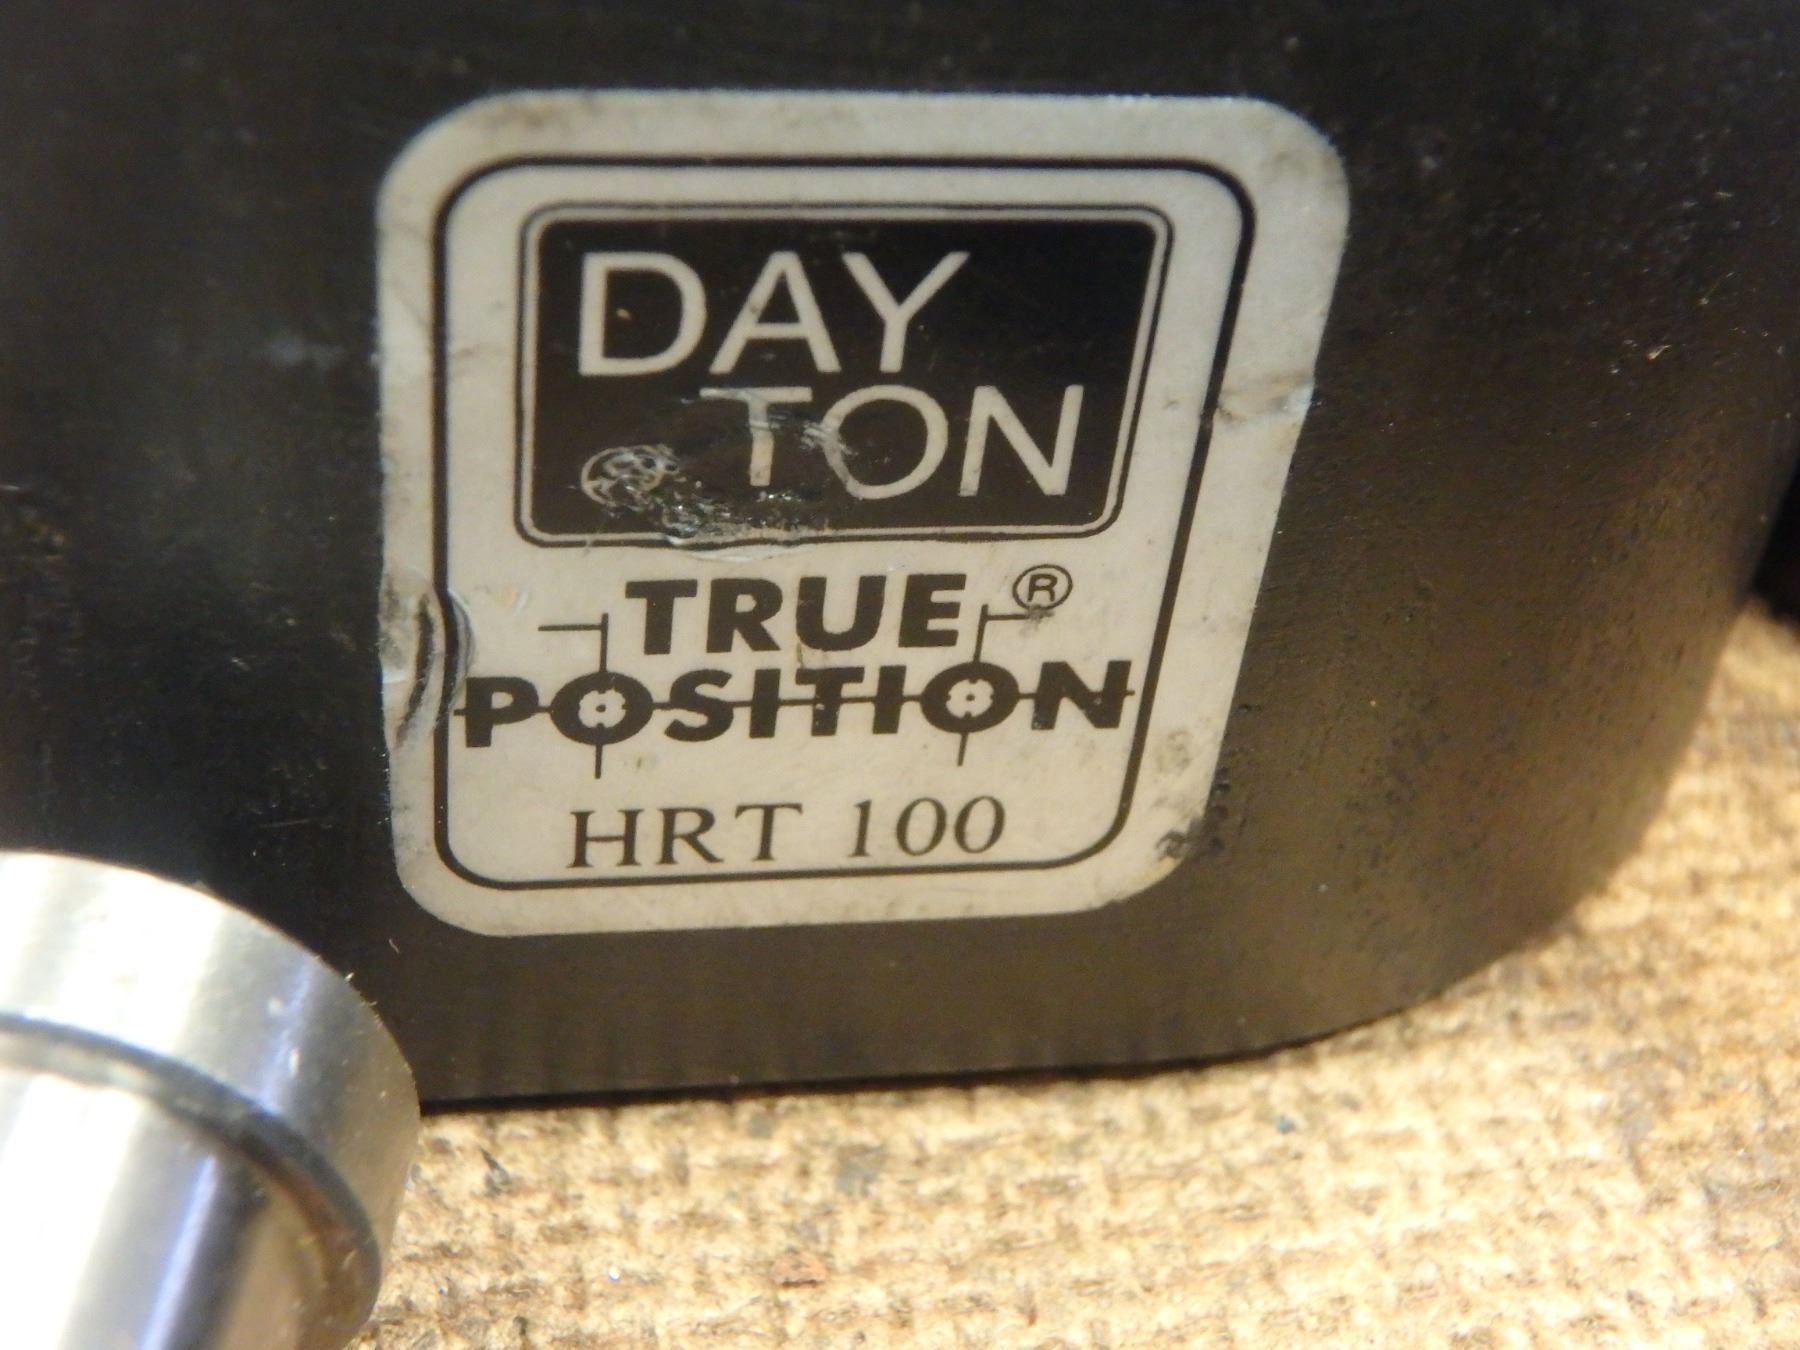 DAY
TON
TRUE ®
POSITION
HRT 100